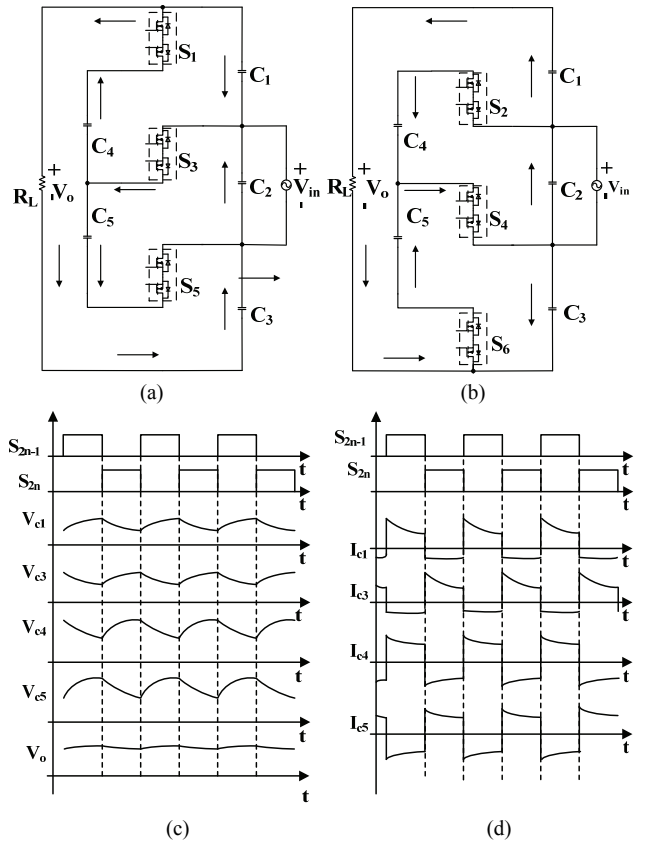 S1
C1
C4
S3
RL
+
Vo
-
C2
+
Vin
-
C5
S5
C3
(a)
C1
S2
C4
RL
+
Vo
-
C2
+
Vin
-
C5
S4
C3
S6
(b)
S2n-1
t
S2n
t
Vc1
t
Vc3
t
Vc4
t
Vc5
t
Vo
t
(c)
S2n-1
t
S2n
t
Ic1
t
Ic3
t
Ic4
t
Ic5
t
(d)